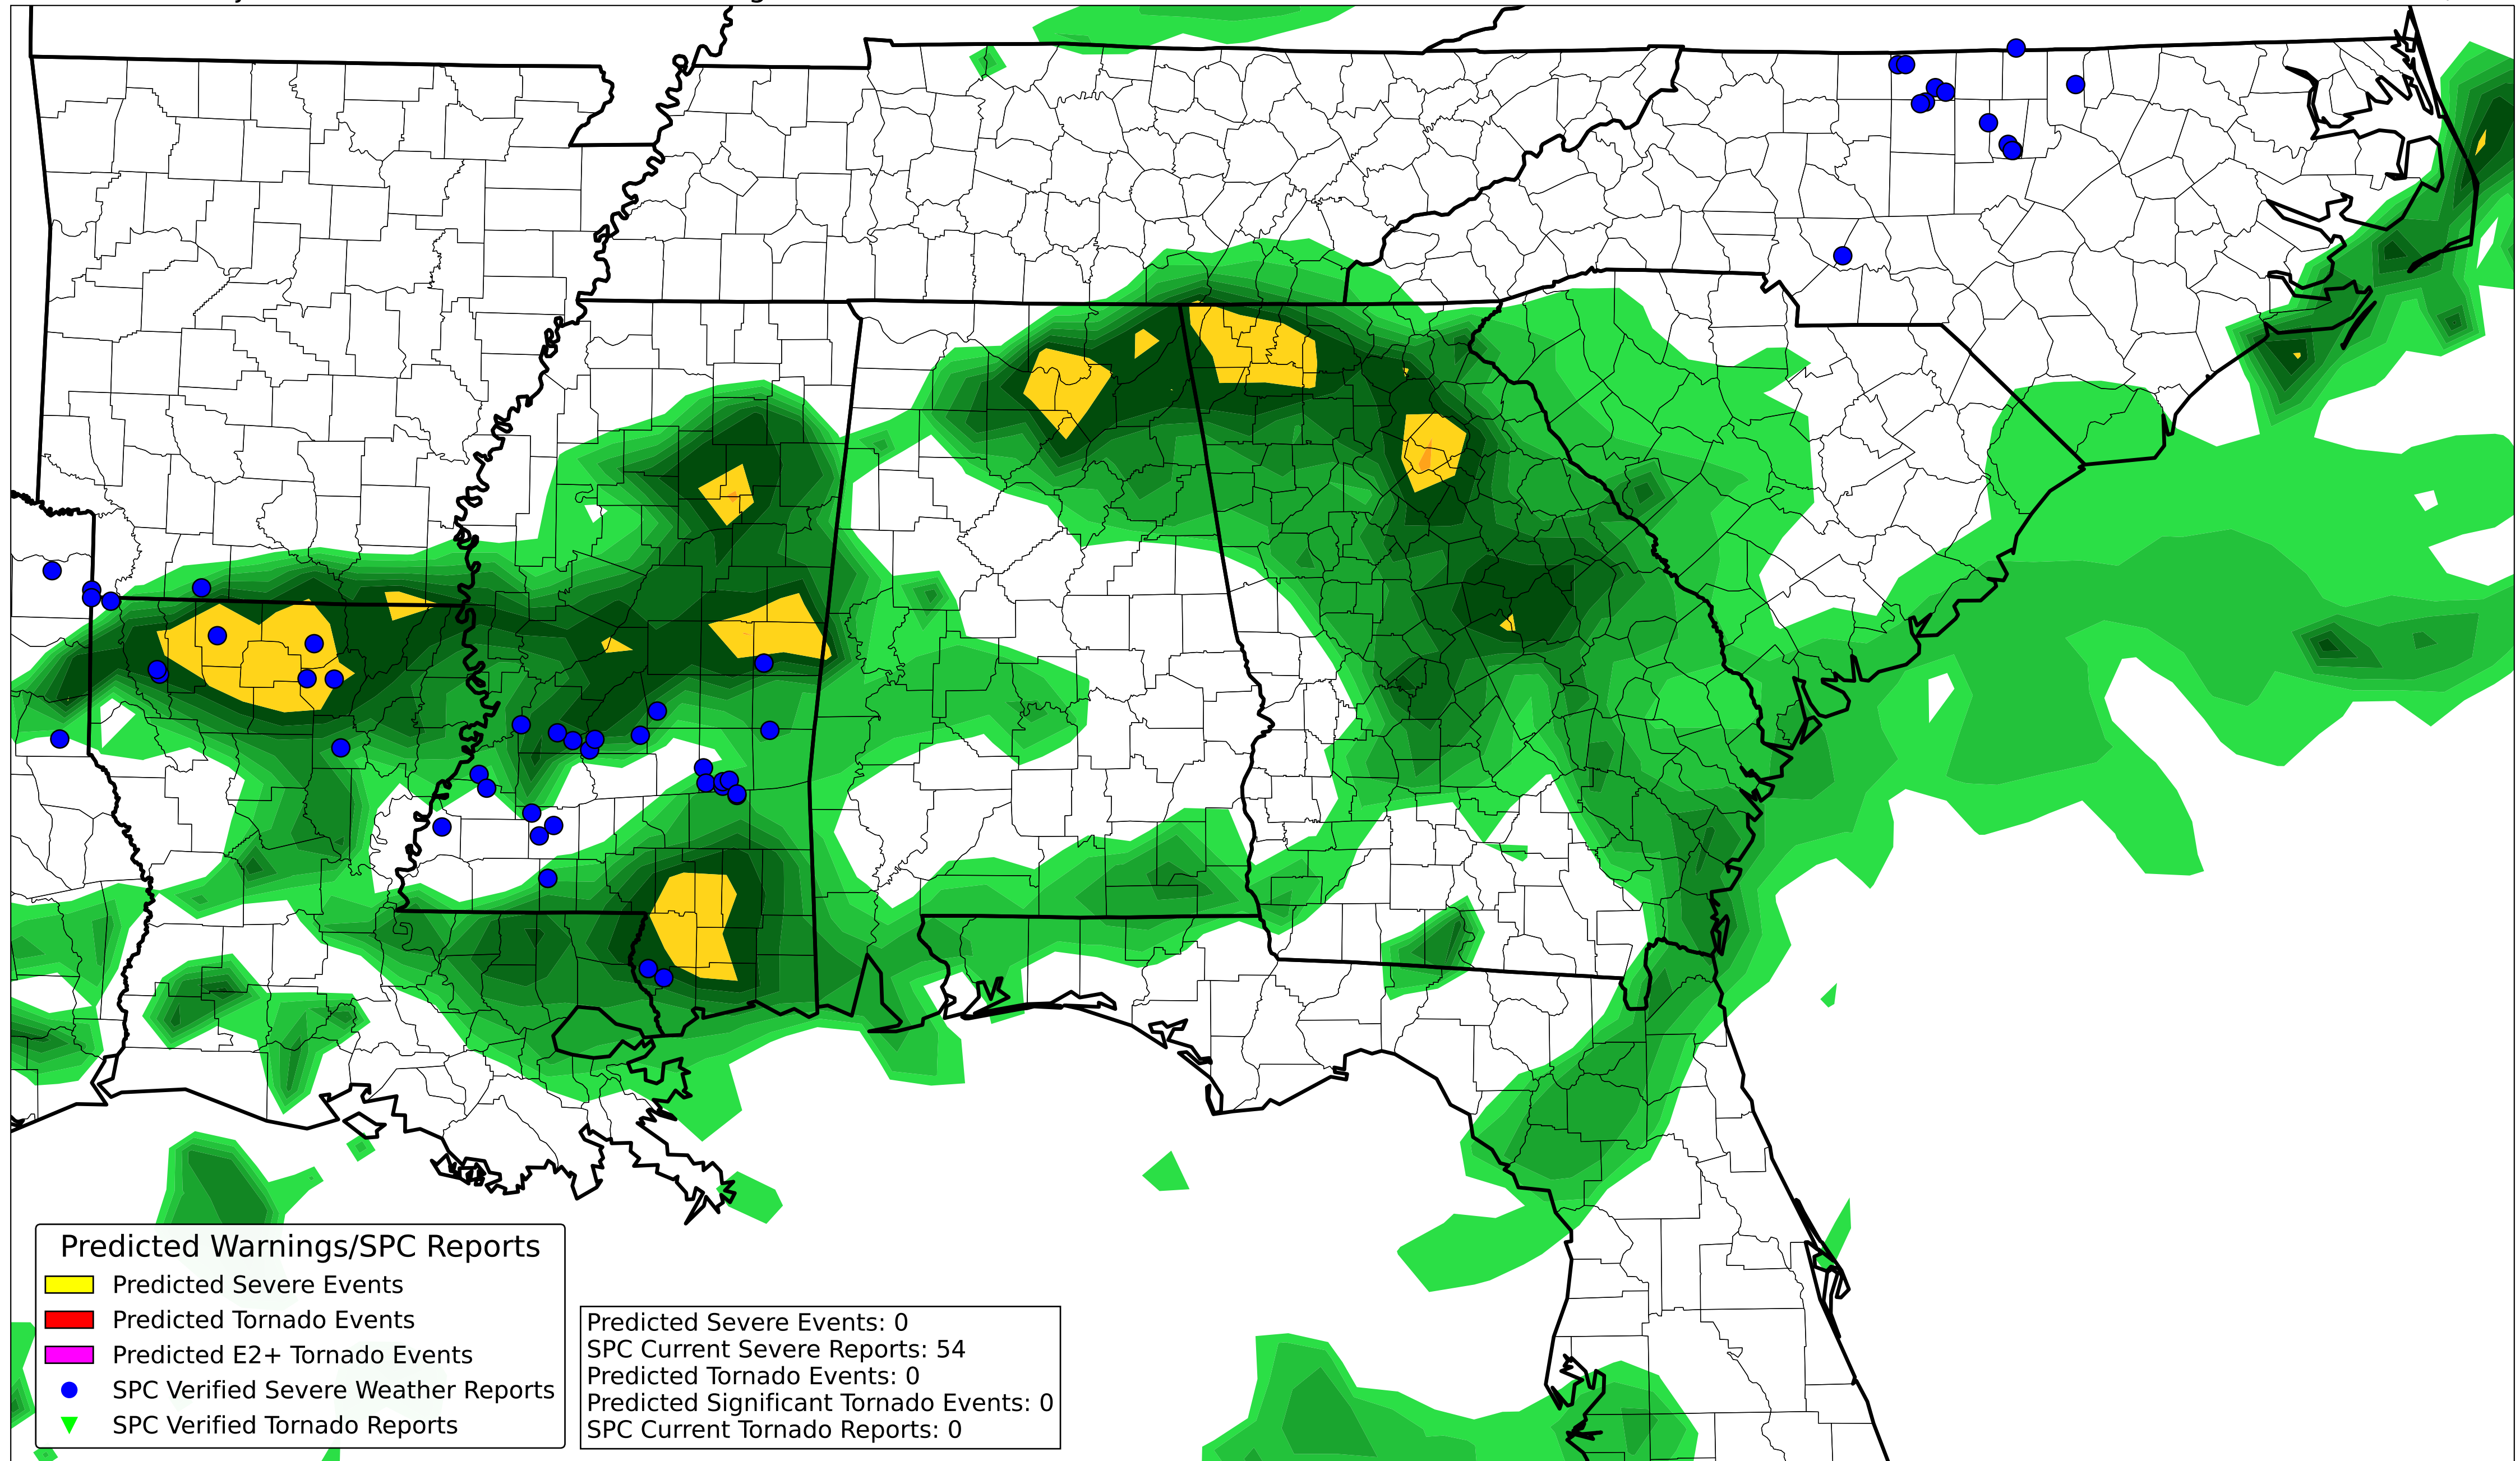 Predicted Warnings/SPC Reports
Predicted Severe Events
Predicted Tornado Events
Predicted E2+ Tornado Events
SPC Verified Severe Weather Reports
SPC Verified Tornado Reports
Predicted Severe Events: 0
SPC Current Severe Reports: 54
Predicted Tornado Events: 0
Predicted Significant Tornado Events: 0
SPC Current Tornado Reports: 0